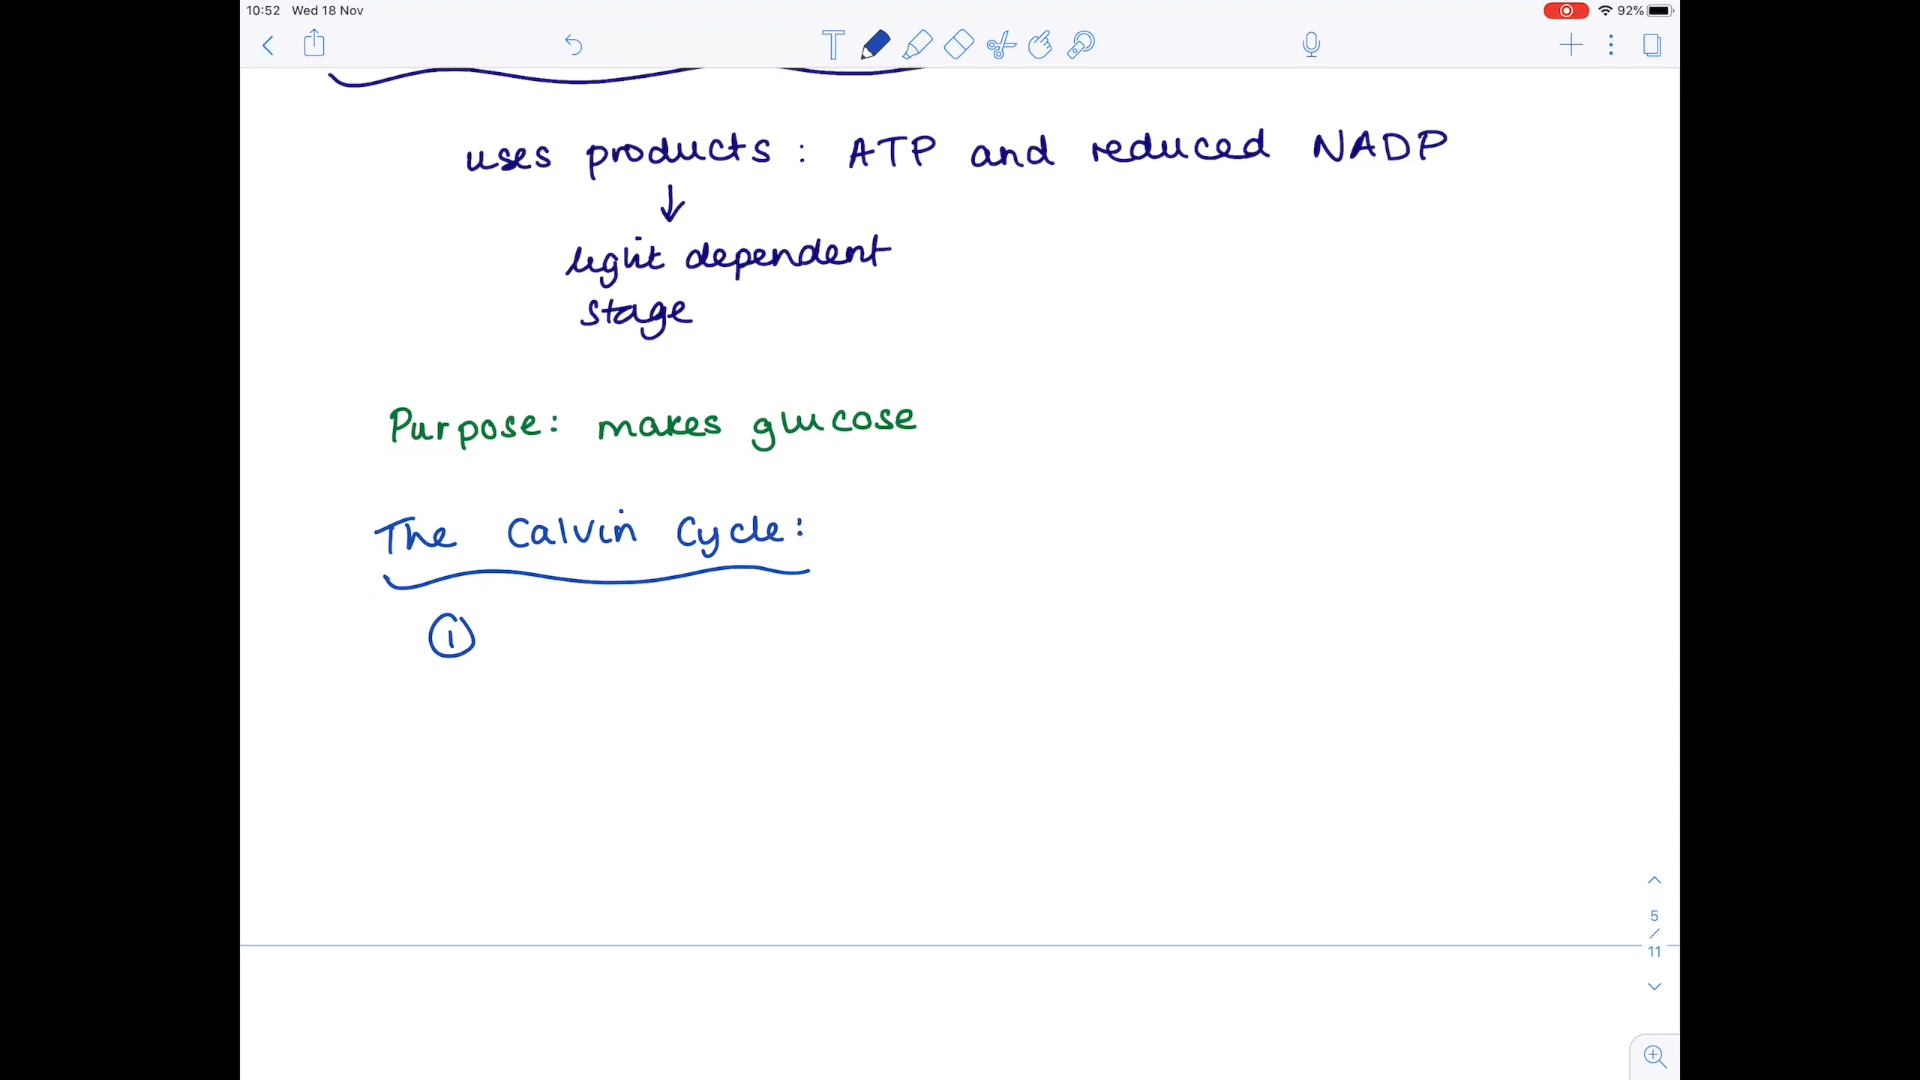 10:52 Wed 18 Nov 92%
T
uses products : ATP and reduced NADP
↓
light dependent
stage
Purpose: makes glucose
The Calvin Cycle:
①
5
/
11